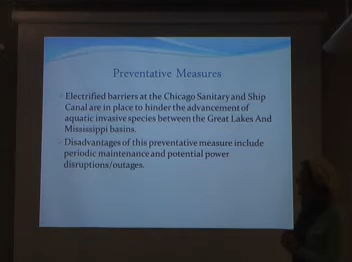 Preventative Measures
Electrified barriers at the Chicago Sanitary and Ship
Canal are in place to hinder the advancement of
aquatic invasive species between the Great Lakes And
Mississippi basins.
Disadvantages of this preventative measure include
periodic maintenance and potential power
disruptions/outages.